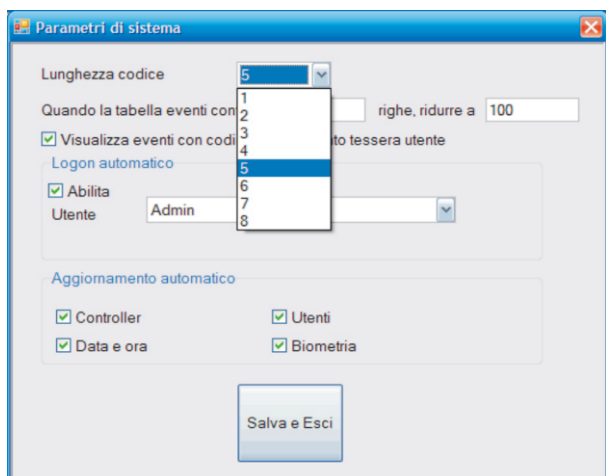 Parametri di sistema
Lunghezza codice 5
1
2
3
4
5
6
7
8
Quando la tabella eventi con righe, ridurre a 100
Visualizza eventi con codi to tessera utente
Logon automatico
Abilita
Utente Admin
Aggiornamento automatico
Controller Utenti
Data e ora Biometria
Salva e Esci